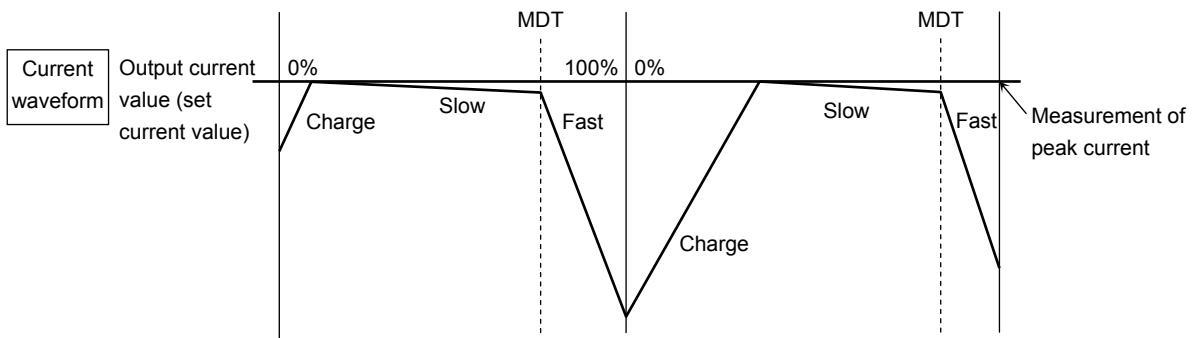 MDT
MDT
Current
waveform
Output current
value (set
current value)
0%
100%
0%
Charge
Slow
Fast
Charge
Slow
Fast
Measurement of
peak current